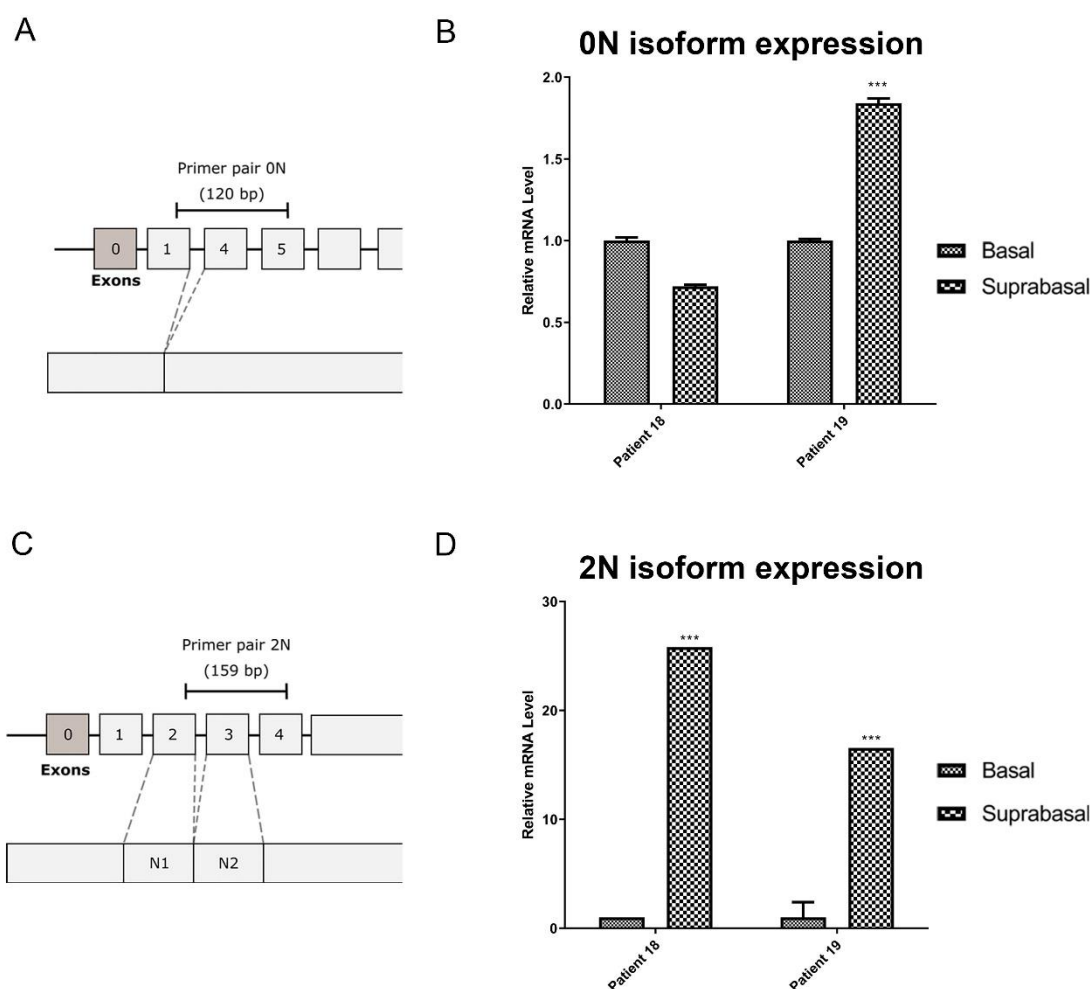 A
Primer pair 0N
(120 bp)
0 1 4 5
Exons
B
0N isoform expression
Relative mRNA Level
2.0
1.5
1.0
0.5
0.0
***
Patient 18
Patient 19
Basal
Suprabasal
C
Primer pair 2N
(159 bp)
0 1 2 3 4
Exons
N1 N2
D
2N isoform expression
Relative mRNA Level
30
20
10
0
***
***
Patient 18
Patient 19
Basal
Suprabasal